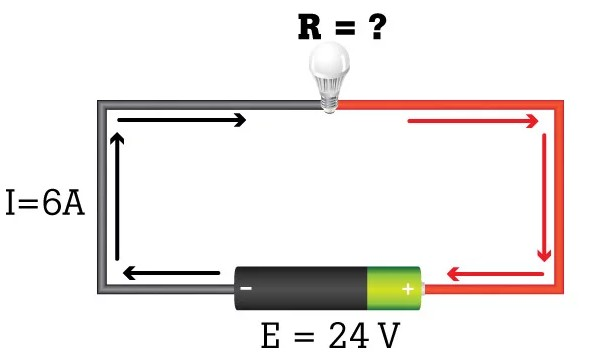 R = ?
I=6A
− +
E = 24 V